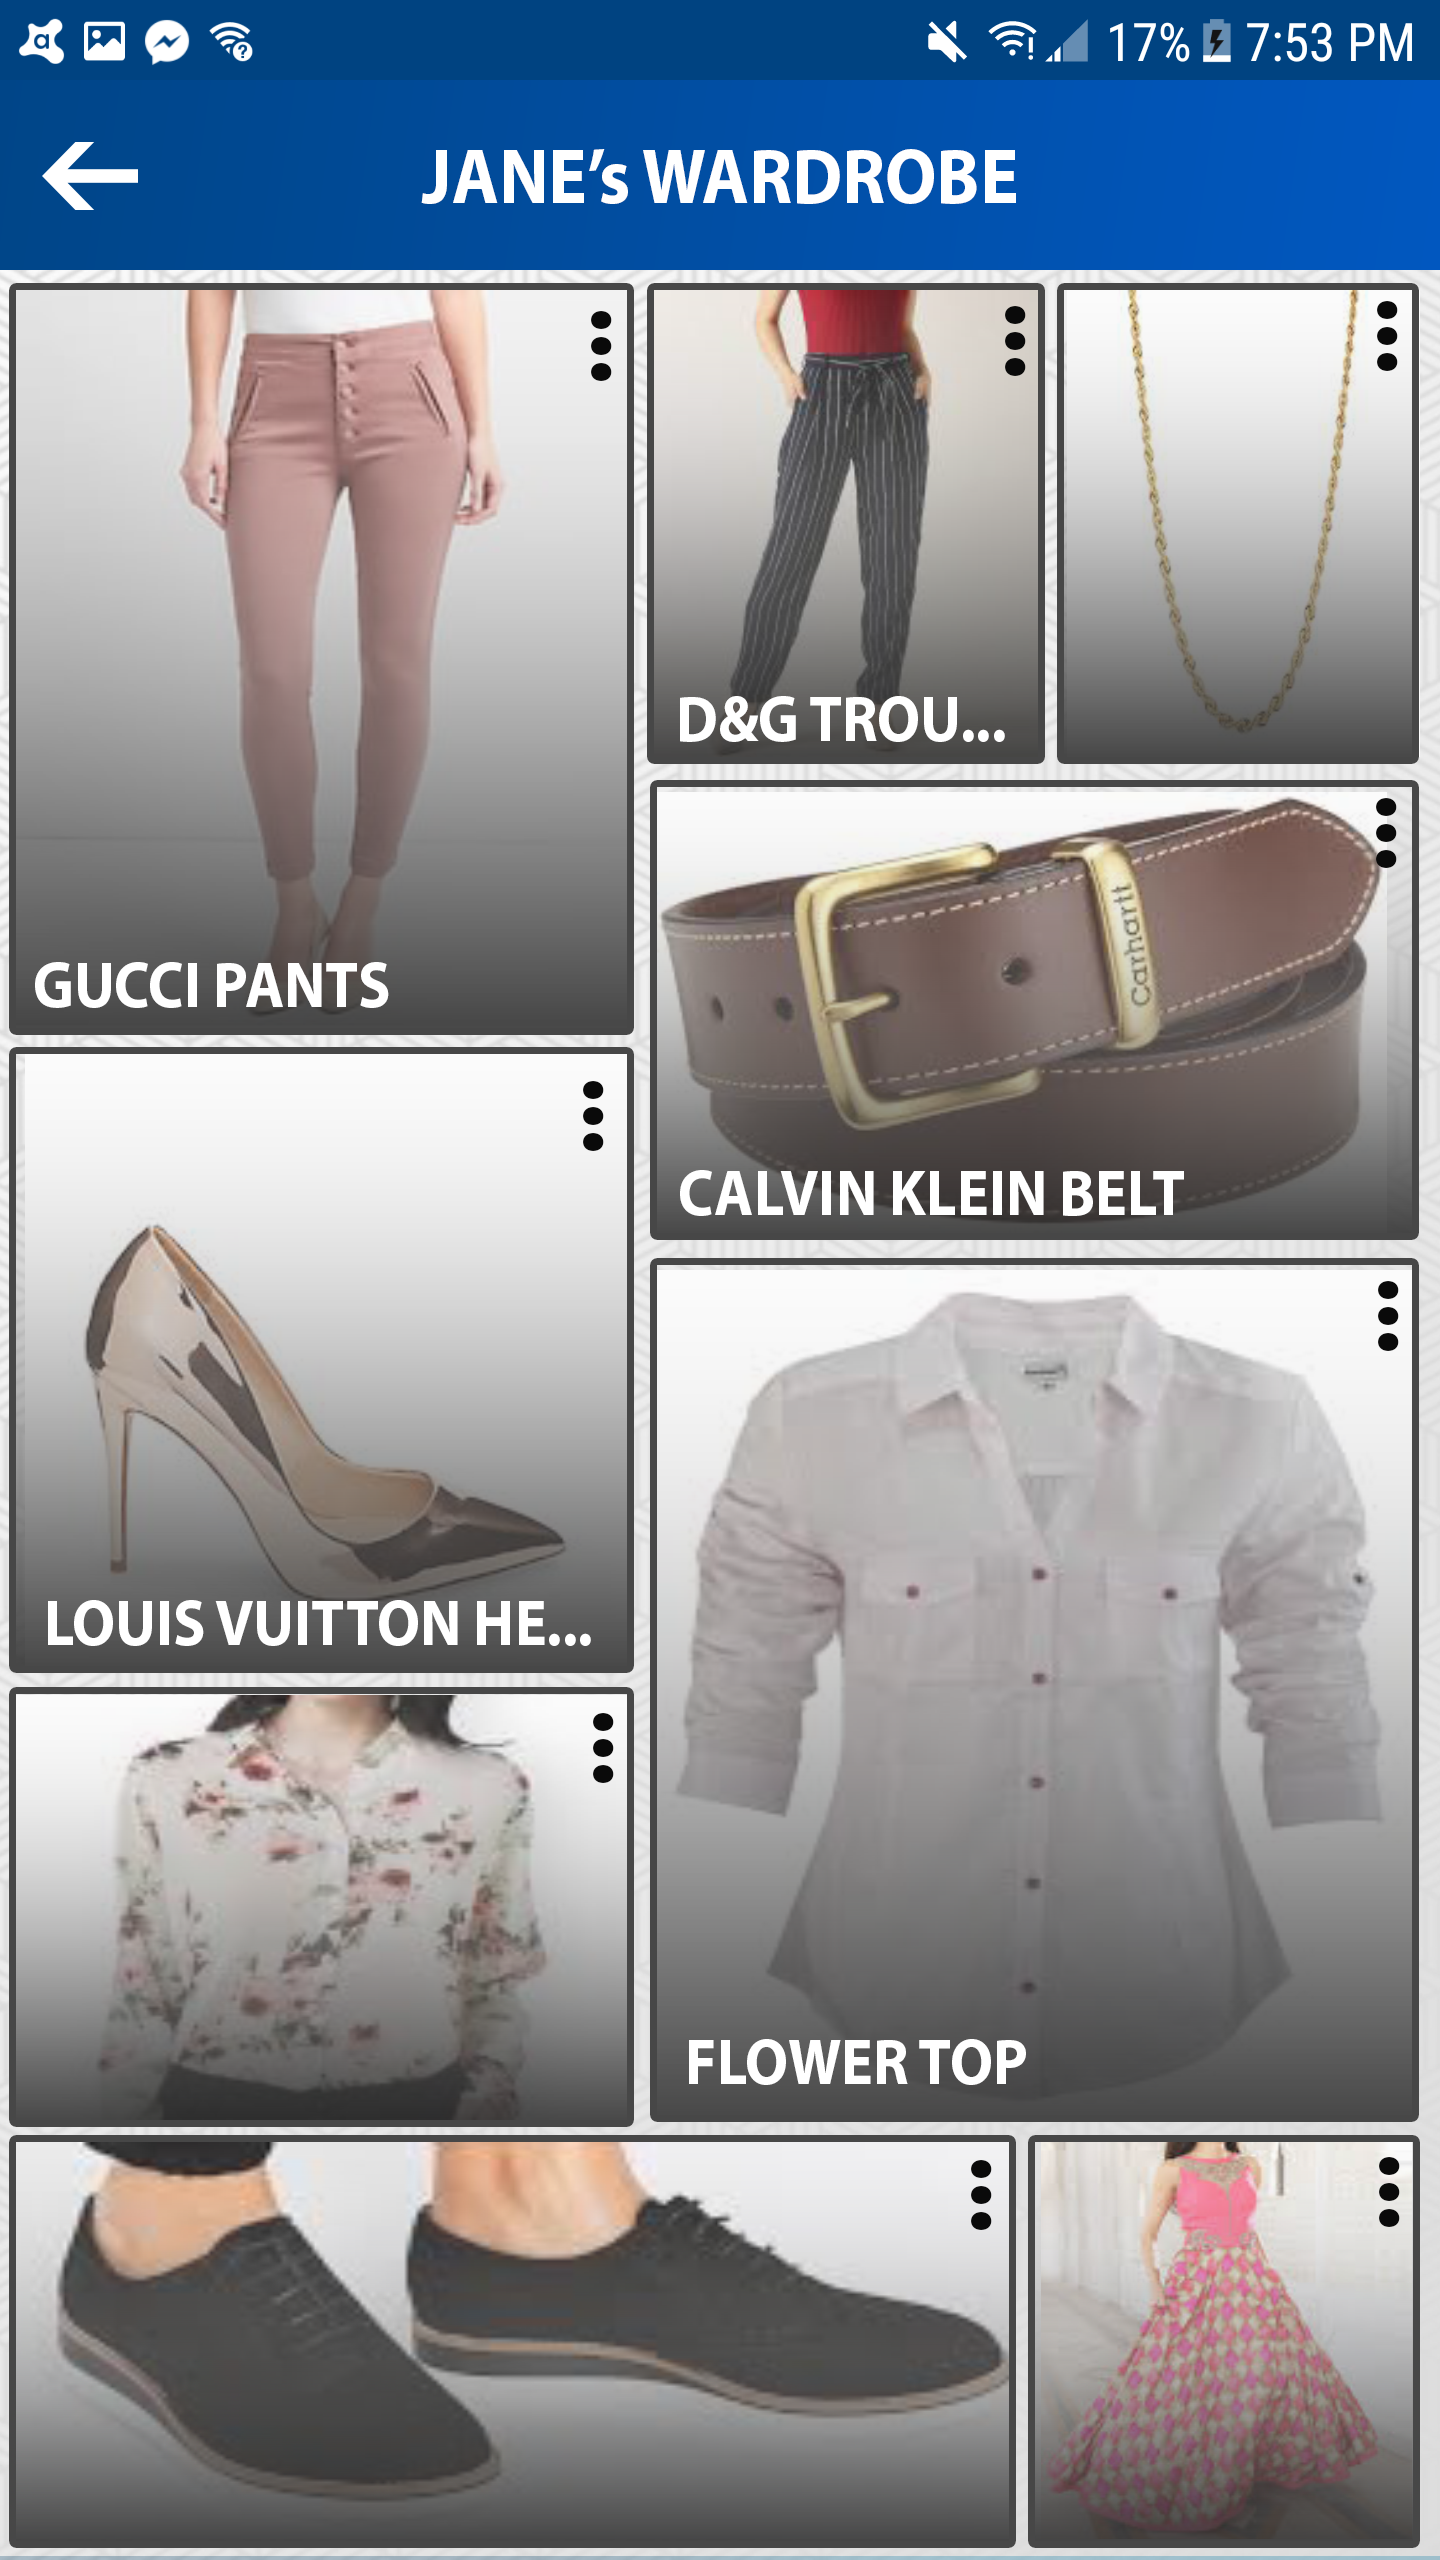 17% 7:53 PM
JANE’s WARDROBE
GUCCI PANTS
D&G TROU...
Carhartt
CALVIN KLEIN BELT
LOUIS VUITTON HE...
FLOWER TOP